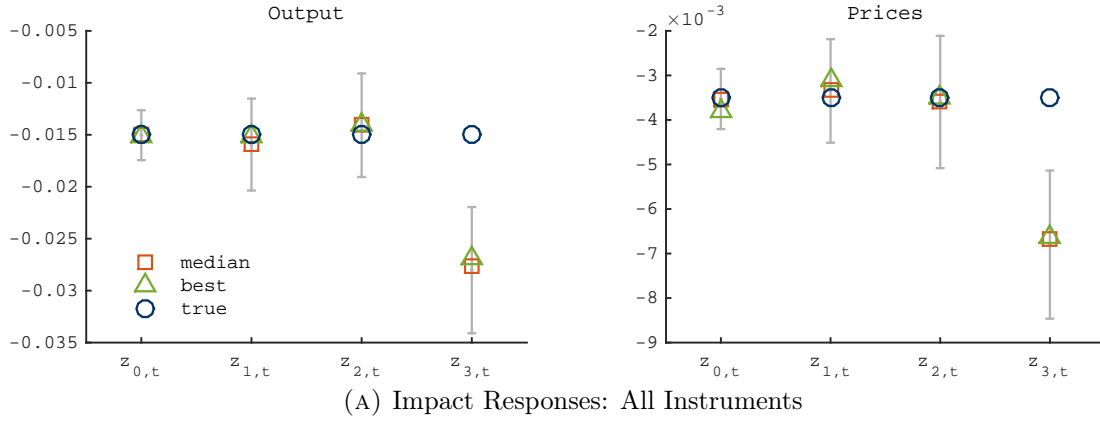 Output
-0.005
-0.01
-0.015
-0.02
-0.025
-0.03
-0.035
median
best
true
z0,t
z1,t
z2,t
z3,t
Prices
×10-3
-2
-3
-4
-5
-6
-7
-8
-9
z0,t
z1,t
z2,t
z3,t
(A) Impact Responses: All Instruments